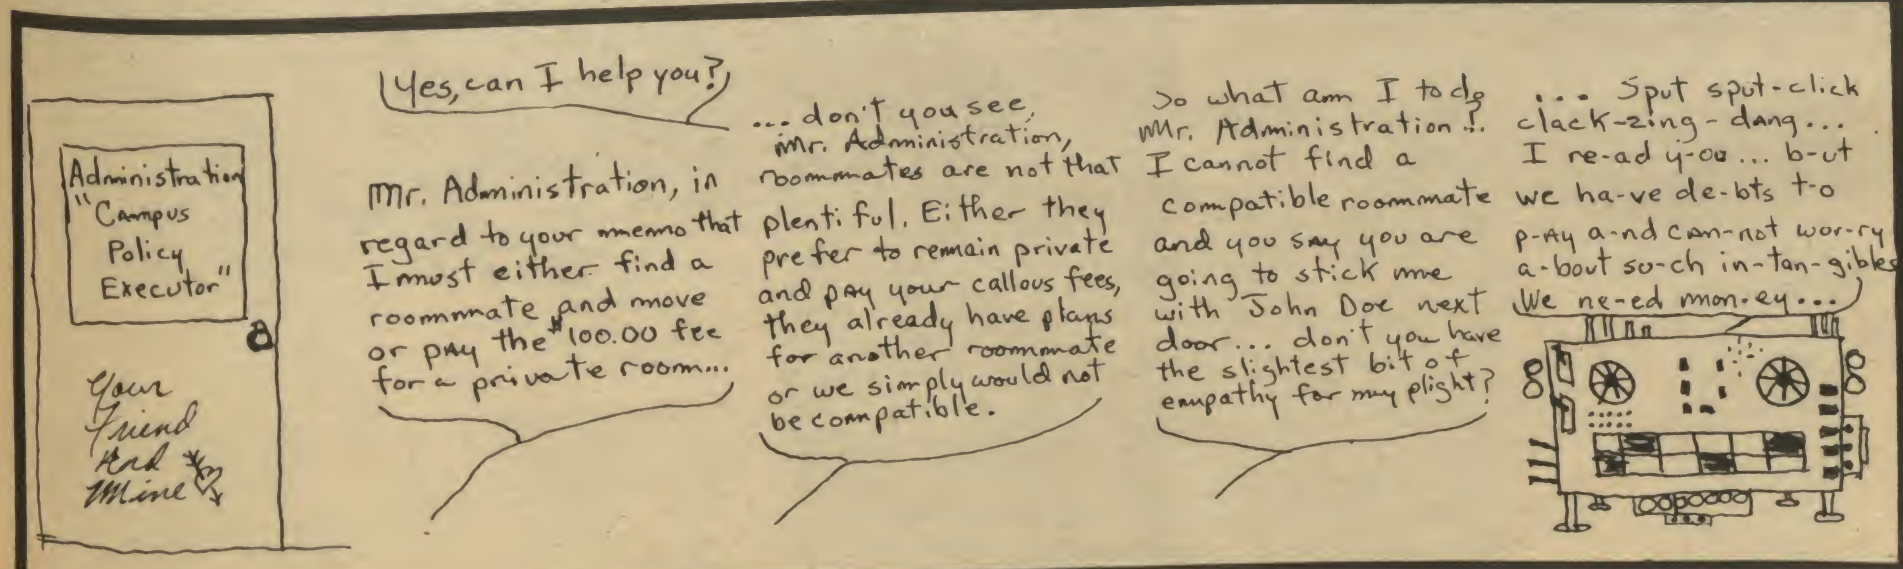 Administration
"Campus
Policy
Executor"
Your
Friend
And
Mine
Yes, can I help you?
Mr. Administration, in
regard to your memo that
I must either find a
roommate and move
or pay the $100.00 fee
for a private room...
... don't you see,
Mr. Administration,
roommates are not that
plentiful. Either they
prefer to remain private
and pay your callous fees,
they already have plans
for another roommate
or we simply would not
be compatible.
So what am I to do
Mr. Administration?
I cannot find a
compatible roommate
and you say you are
going to stick me
with John Doe next
door... don't you have
the slightest bit of
empathy for my plight?
... Sput sput-click
clack-zing-dang...
I re-ad y-ou... b-ut
we ha-ve de-bts t-o
p-ay a-nd can-not wor-ry
a-bout su-ch in-tan-gibles
We ne-ed mon-ey...